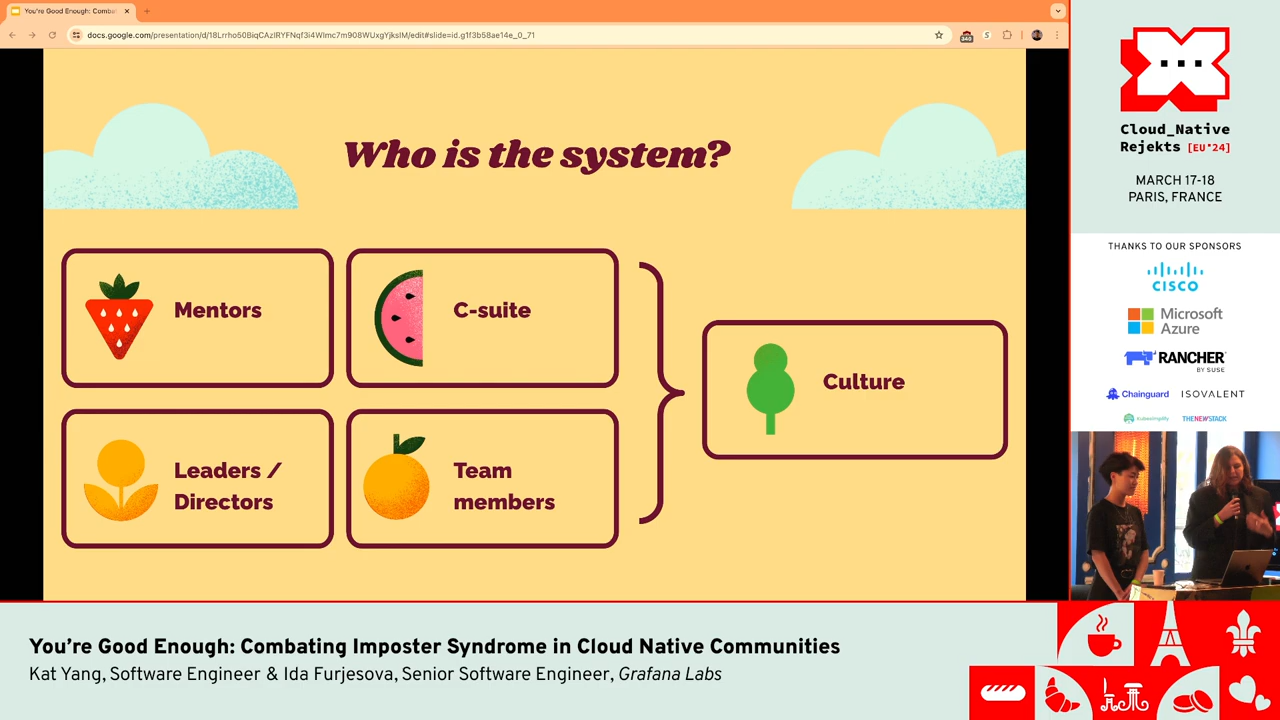 You're Good Enough: Combat
docs.google.com/presentation/d/18Lrrho50BiqCAzIRYFNqf3i4Wlmc7m908WUxgYjksIM/edit#slide=id.g1f3b58ae14e_0_71
Who is the system?
Mentors
C-suite
Leaders /
Directors
Team
members
Culture
Cloud_Native
Rejekts [EU'24]
MARCH 17-18
PARIS, FRANCE
THANKS TO OUR SPONSORS
CISCO
Microsoft
Azure
RANCHER
BY SUSE
Chainguard
ISOVALENT
kubesimplify
THENEWSTACK
You're Good Enough: Combating Imposter Syndrome in Cloud Native Communities
Kat Yang, Software Engineer & Ida Furjesova, Senior Software Engineer, Grafana Labs